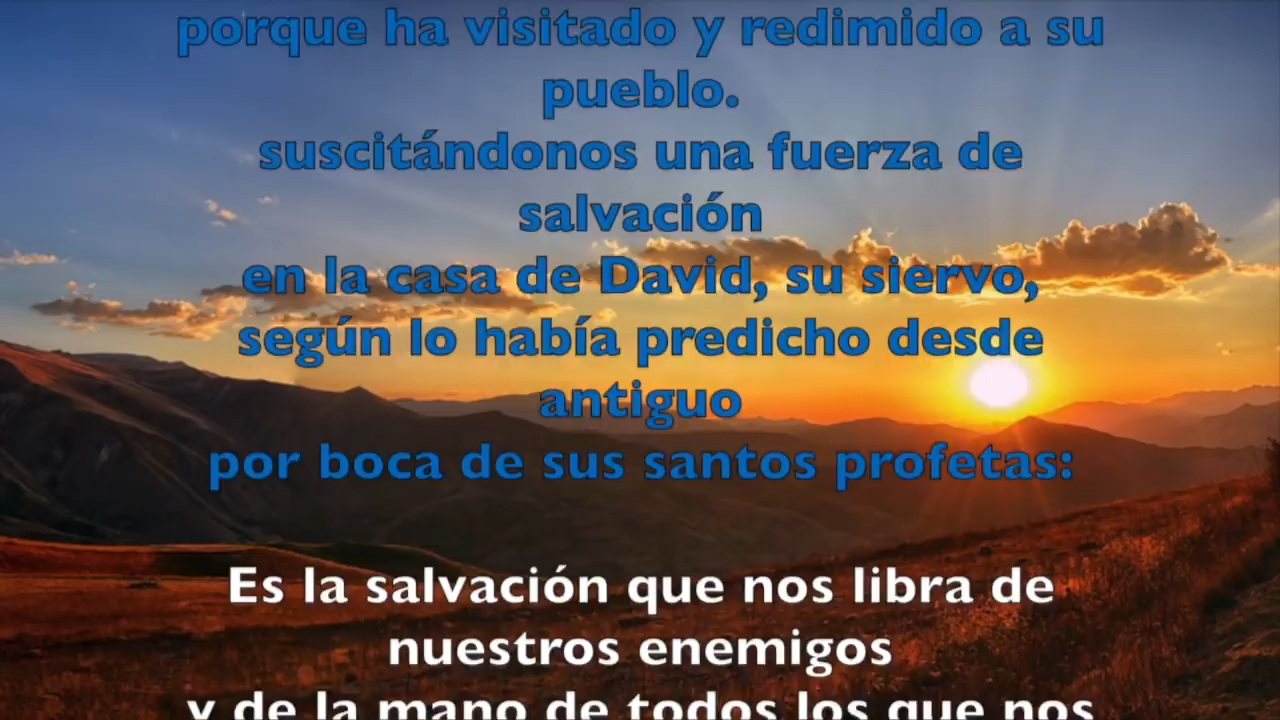 porque ha visitado y redimido a su
pueblo.
suscitándonos una fuerza de
salvación
en la casa de David, su siervo,
según lo había predicho desde
antiguo
por boca de sus santos profetas:
Es la salvación que nos libra de
nuestros enemigos
y de la mano de todos los que nos